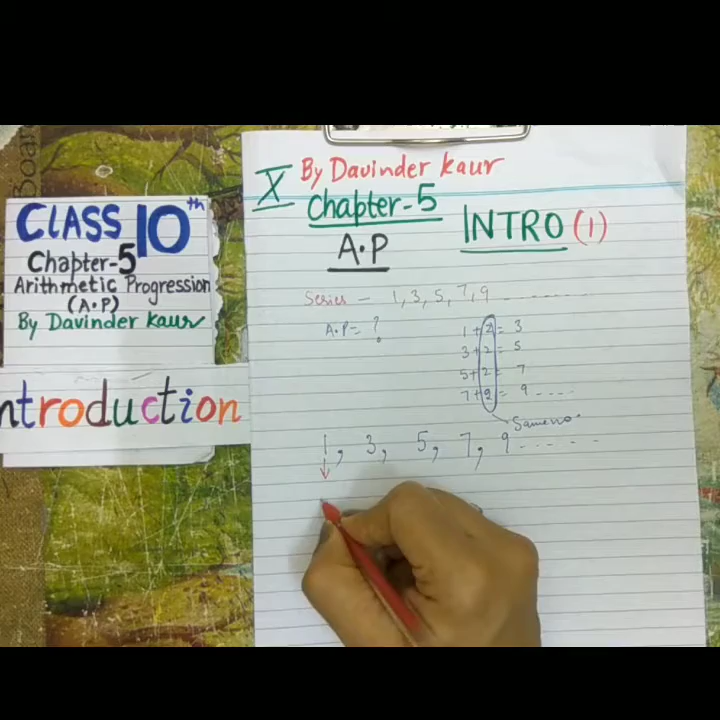 Board
CLASS 10th
Chapter-5
Arithmetic Progression
(A.P)
By Davinder kaur
ntroduction
X By Davinder kaur
Chapter-5
A.P
INTRO (1)
Series - 1, 3, 5, 7, 9 ..........
A.P = ?
1 + 2 = 3
3 + 2 = 5
5 + 2 = 7
7 + 2 = 9 ....
Same no.
1, 3, 5, 7, 9 ......